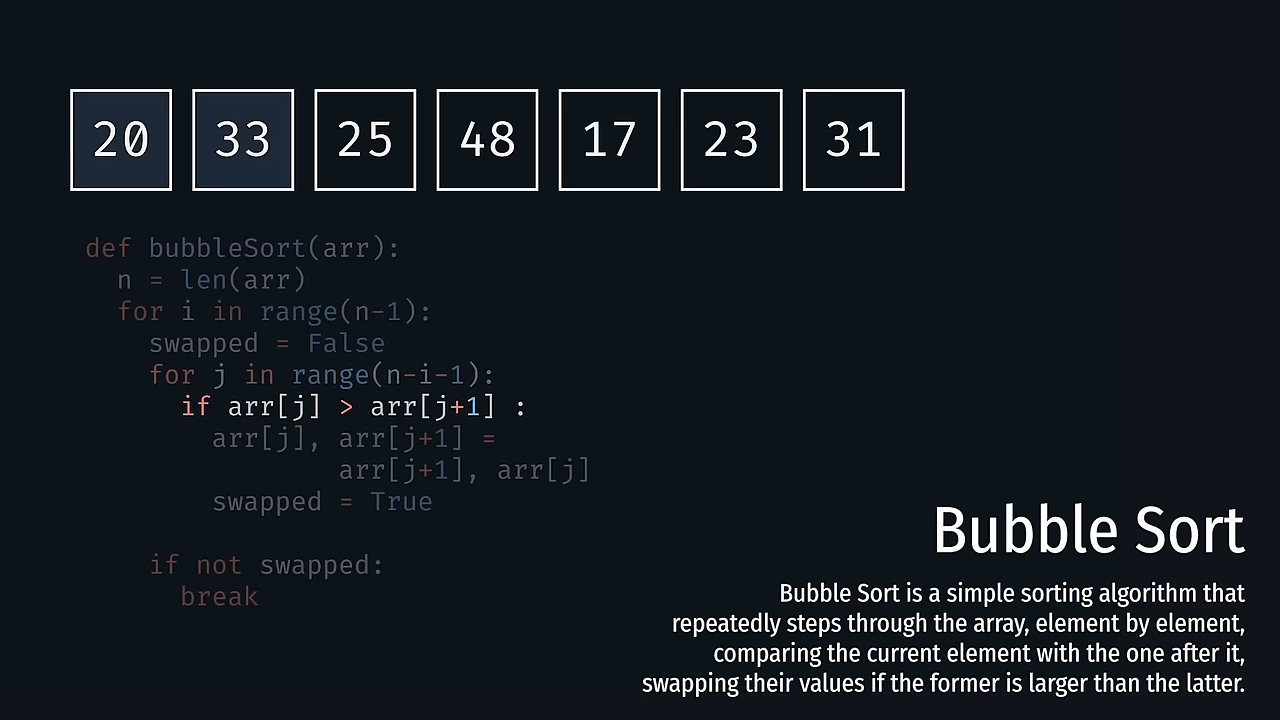 20 33 25 48 17 23 31
def bubbleSort(arr):
  n = len(arr)
  for i in range(n-1):
    swapped = False
    for j in range(n-i-1):
      if arr[j] > arr[j+1] :
        arr[j], arr[j+1] =
                arr[j+1], arr[j]
        swapped = True
    if not swapped:
      break
Bubble Sort
Bubble Sort is a simple sorting algorithm that
repeatedly steps through the array, element by element,
comparing the current element with the one after it,
swapping their values if the former is larger than the latter.